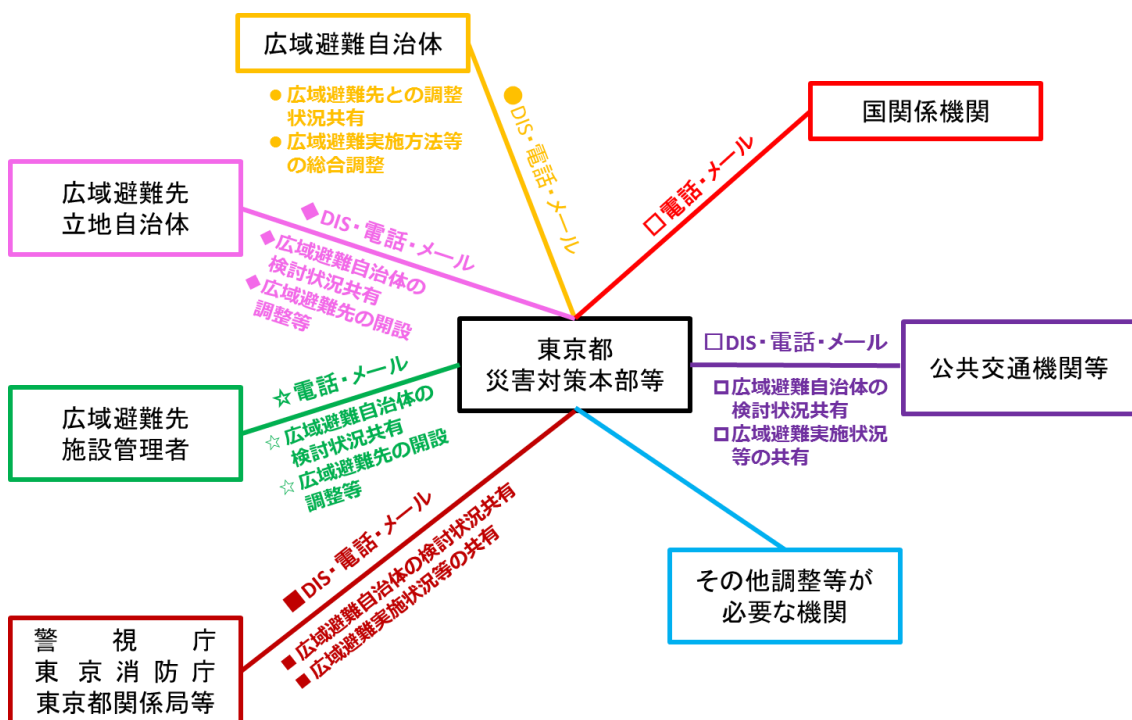 広域避難自治体
● 広域避難先との調整
状況共有
● 広域避難実施方法等
の総合調整
●DIS・電話・メール
国関係機関
□電話・メール
広域避難先
立地自治体
◆DIS・電話・メール
◆広域避難自治体の
検討状況共有
◆広域避難先の開設
調整等
東京都
災害対策本部等
□DIS・電話・メール
公共交通機関等
□広域避難自治体の
検討状況共有
□広域避難実施状況
等の共有
広域避難先
施設管理者
☆電話・メール
☆広域避難自治体の
検討状況共有
☆広域避難先の開設
調整等
■DIS・電話・メール
■広域避難自治体の検討状況共有
■広域避難実施状況等の共有
警視庁
東京消防庁
東京都関係局等
その他調整等が
必要な機関